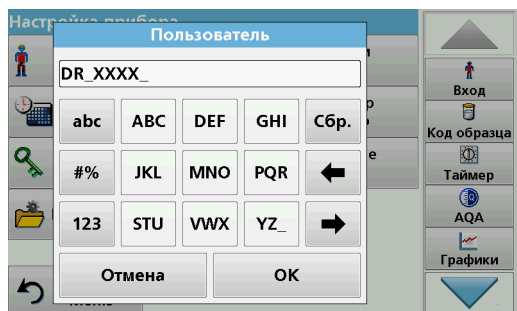 Настройка прибора
Пользователь
DR_XXXX_
abc ABC DEF GHI Сбр.
#% JKL MNO PQR
123 STU VWX YZ_
Отмена OK
Вход
Код образца
Таймер
AQA
Графики